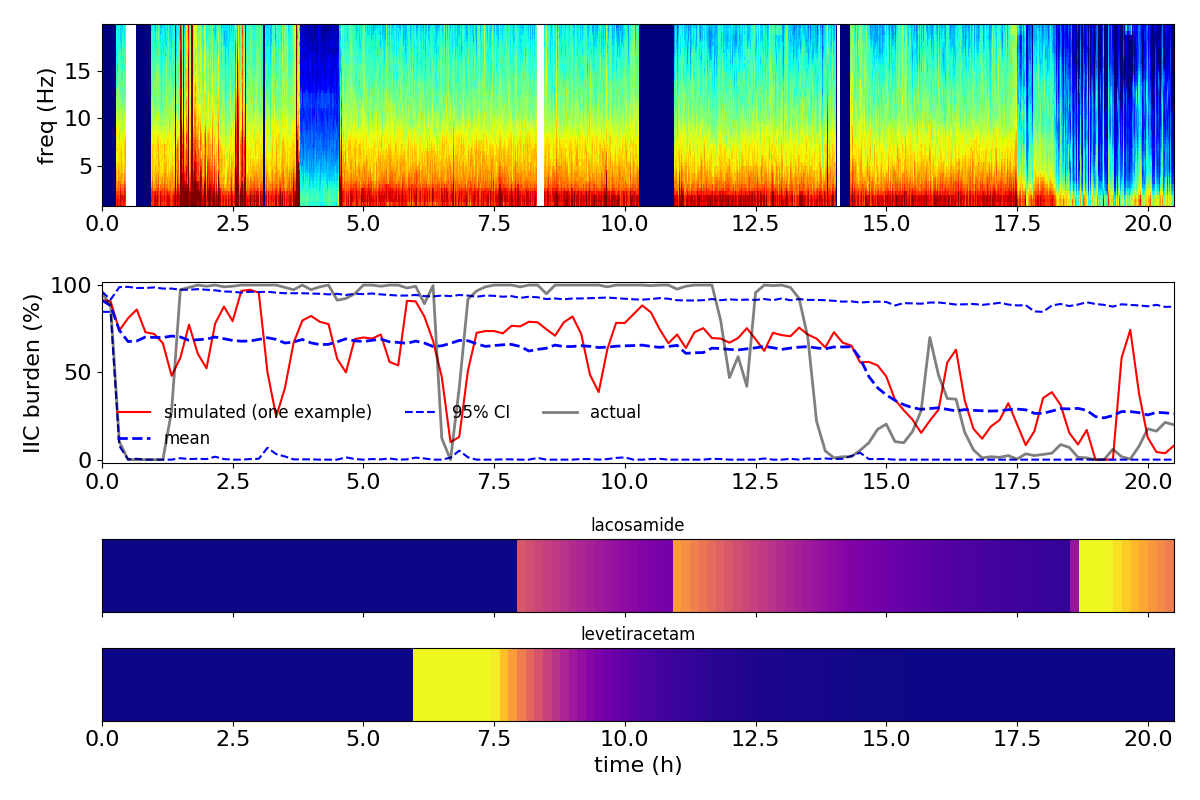 freq (Hz)
15
10
5
0.0 2.5 5.0 7.5 10.0 12.5 15.0 17.5 20.0
IIC burden (%)
100
50
0
simulated (one example) 95% CI actual
mean
0.0 2.5 5.0 7.5 10.0 12.5 15.0 17.5 20.0
lacosamide
levetiracetam
0.0 2.5 5.0 7.5 10.0 12.5 15.0 17.5 20.0
time (h)